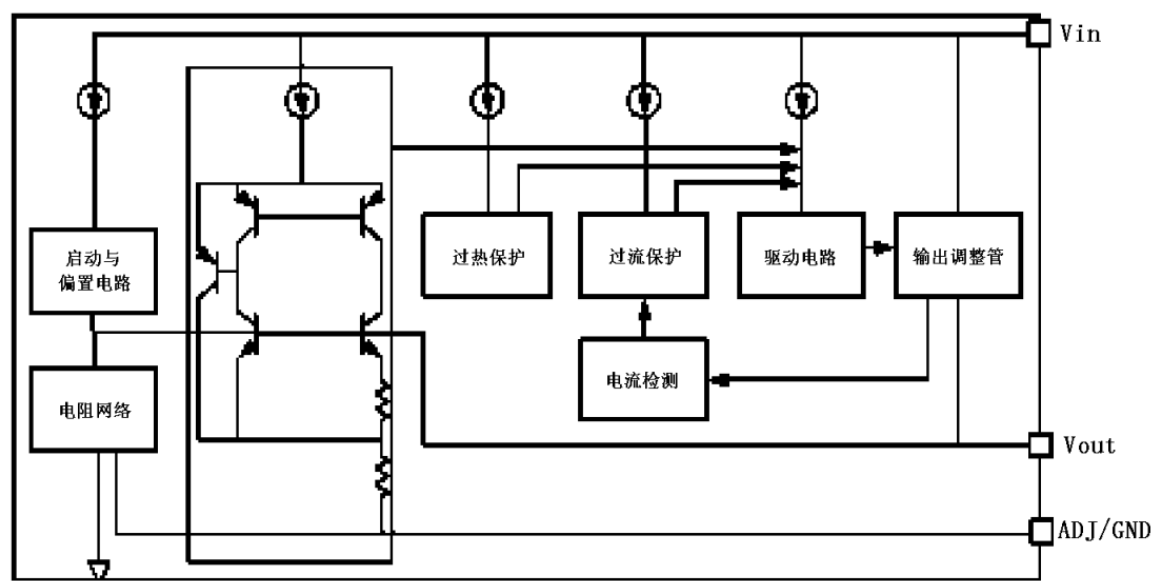 Vin
启动与
偏置电路
过热保护
过流保护
驱动电路
输出调整管
电流检测
电阻网络
Vout
ADJ/GND